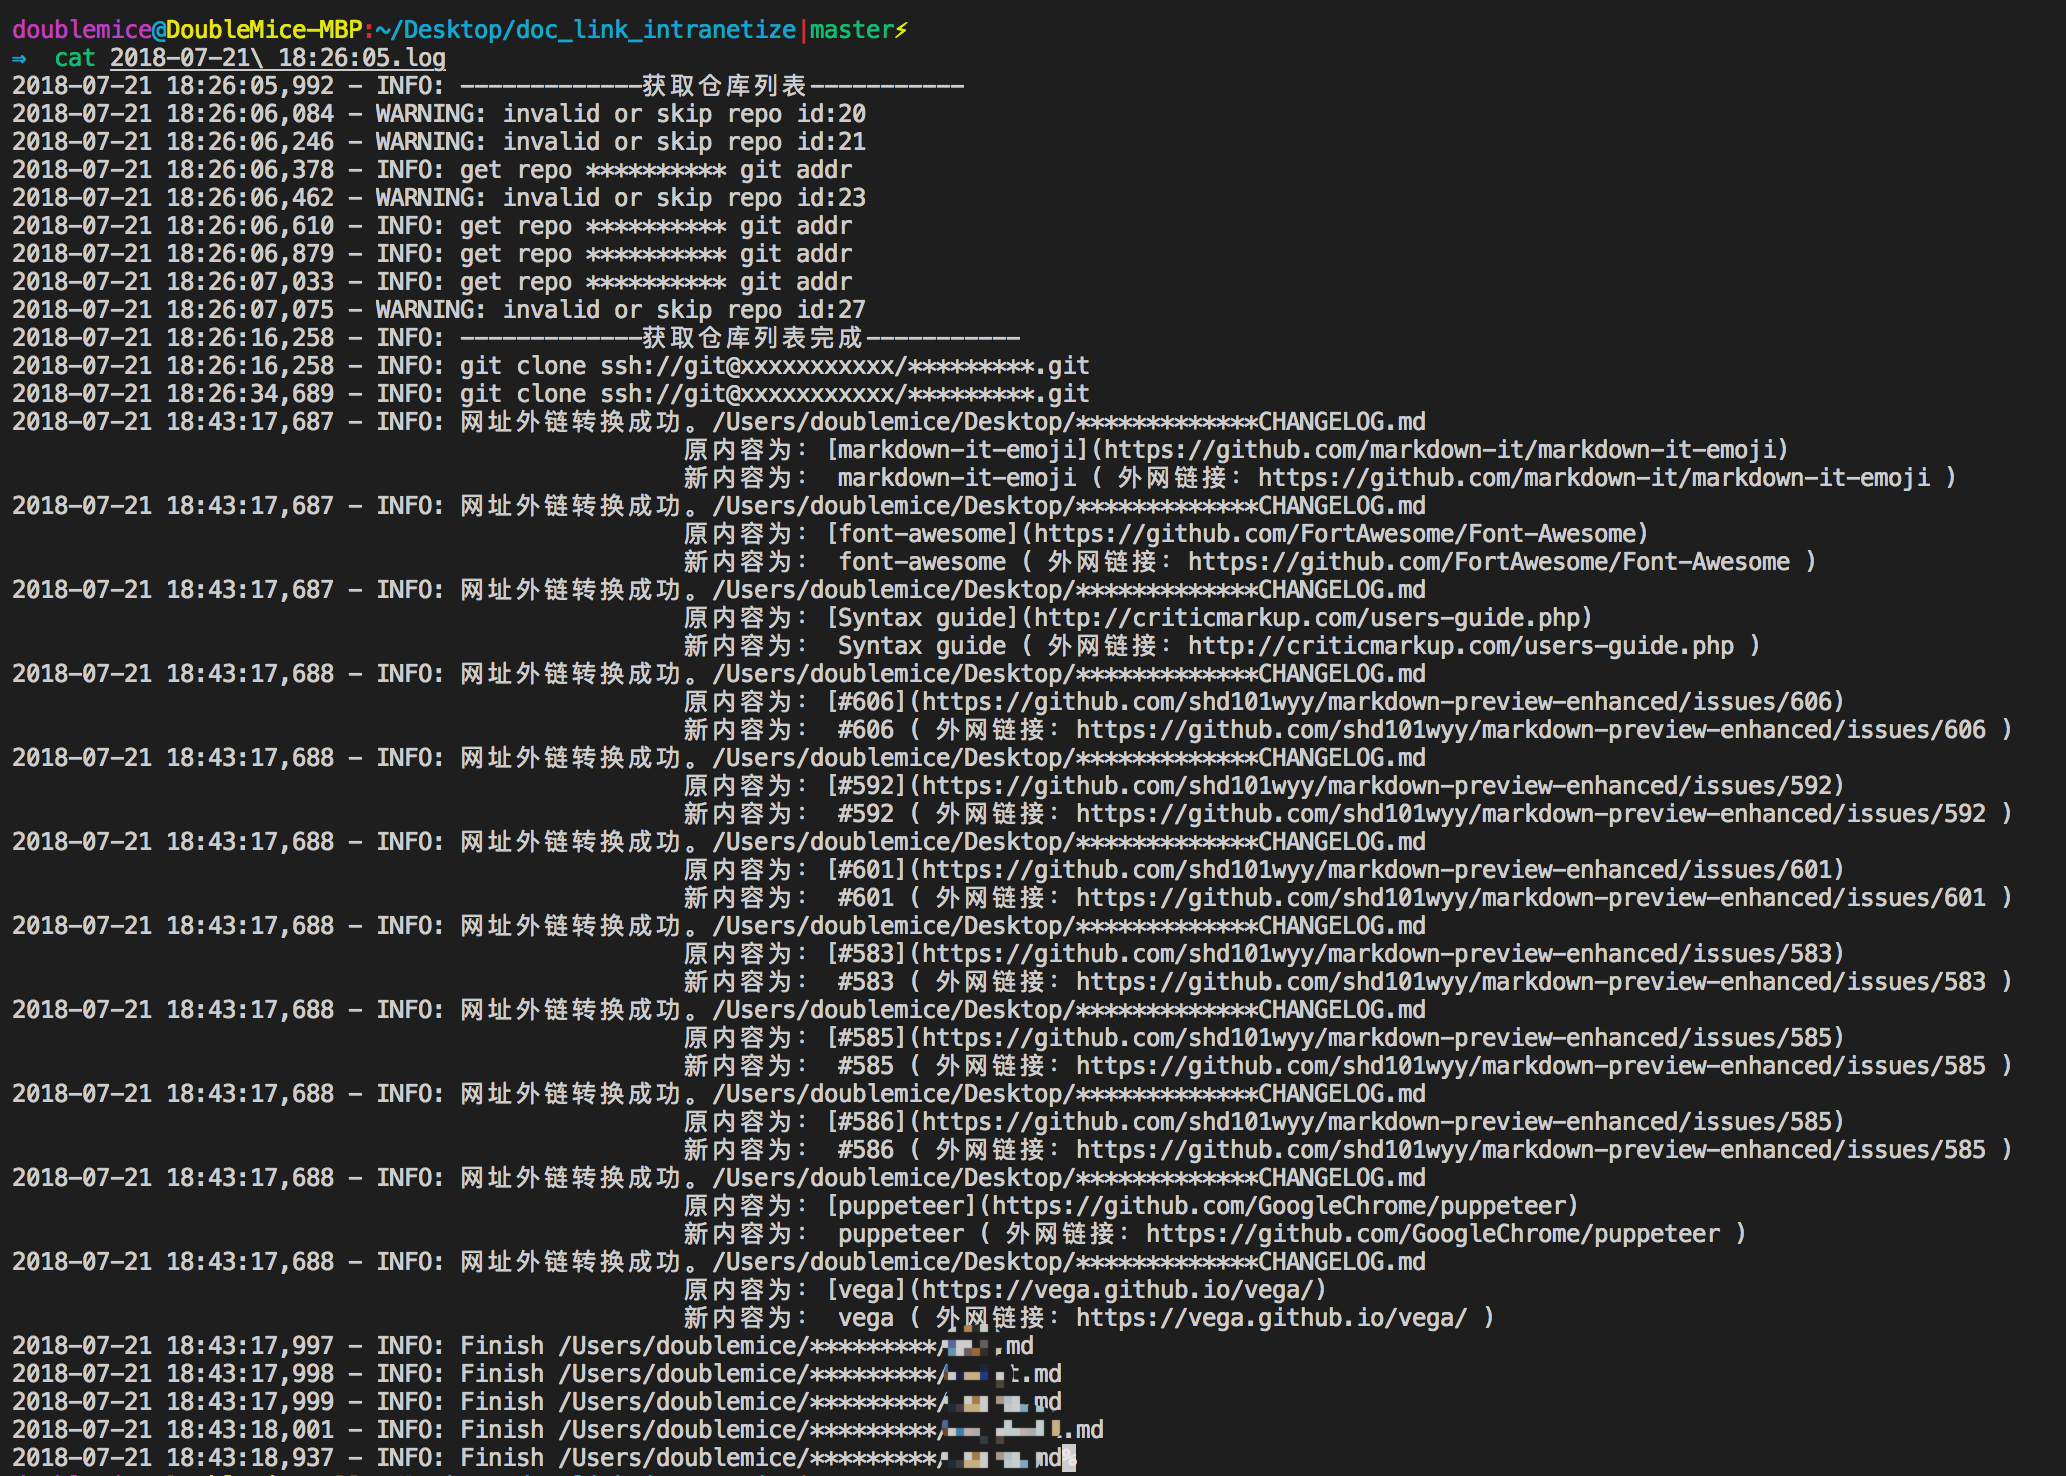 doublemice@DoubleMice-MBP:~/Desktop/doc_link_intranetize|master⚡
⇒  cat 2018-07-21\ 18:26:05.log
2018-07-21 18:26:05,992 - INFO: -------------获取仓库列表-----------
2018-07-21 18:26:06,084 - WARNING: invalid or skip repo id:20
2018-07-21 18:26:06,246 - WARNING: invalid or skip repo id:21
2018-07-21 18:26:06,378 - INFO: get repo ********** git addr
2018-07-21 18:26:06,462 - WARNING: invalid or skip repo id:23
2018-07-21 18:26:06,610 - INFO: get repo ********** git addr
2018-07-21 18:26:06,879 - INFO: get repo ********** git addr
2018-07-21 18:26:07,033 - INFO: get repo ********** git addr
2018-07-21 18:26:07,075 - WARNING: invalid or skip repo id:27
2018-07-21 18:26:16,258 - INFO: -------------获取仓库列表完成-----------
2018-07-21 18:26:16,258 - INFO: git clone ssh://git@xxxxxxxxxxx/*********.git
2018-07-21 18:26:34,689 - INFO: git clone ssh://git@xxxxxxxxxxx/*********.git
2018-07-21 18:43:17,687 - INFO: 网址外链转换成功。/Users/doublemice/Desktop/*************CHANGELOG.md
原内容为: [markdown-it-emoji](https://github.com/markdown-it/markdown-it-emoji)
新内容为:  markdown-it-emoji ( 外网链接: https://github.com/markdown-it/markdown-it-emoji )
2018-07-21 18:43:17,687 - INFO: 网址外链转换成功。/Users/doublemice/Desktop/*************CHANGELOG.md
原内容为: [font-awesome](https://github.com/FortAwesome/Font-Awesome)
新内容为:  font-awesome ( 外网链接: https://github.com/FortAwesome/Font-Awesome )
2018-07-21 18:43:17,687 - INFO: 网址外链转换成功。/Users/doublemice/Desktop/*************CHANGELOG.md
原内容为: [Syntax guide](http://criticmarkup.com/users-guide.php)
新内容为:  Syntax guide ( 外网链接: http://criticmarkup.com/users-guide.php )
2018-07-21 18:43:17,688 - INFO: 网址外链转换成功。/Users/doublemice/Desktop/*************CHANGELOG.md
原内容为: [#606](https://github.com/shd101wyy/markdown-preview-enhanced/issues/606)
新内容为:  #606 ( 外网链接: https://github.com/shd101wyy/markdown-preview-enhanced/issues/606 )
2018-07-21 18:43:17,688 - INFO: 网址外链转换成功。/Users/doublemice/Desktop/*************CHANGELOG.md
原内容为: [#592](https://github.com/shd101wyy/markdown-preview-enhanced/issues/592)
新内容为:  #592 ( 外网链接: https://github.com/shd101wyy/markdown-preview-enhanced/issues/592 )
2018-07-21 18:43:17,688 - INFO: 网址外链转换成功。/Users/doublemice/Desktop/*************CHANGELOG.md
原内容为: [#601](https://github.com/shd101wyy/markdown-preview-enhanced/issues/601)
新内容为:  #601 ( 外网链接: https://github.com/shd101wyy/markdown-preview-enhanced/issues/601 )
2018-07-21 18:43:17,688 - INFO: 网址外链转换成功。/Users/doublemice/Desktop/*************CHANGELOG.md
原内容为: [#583](https://github.com/shd101wyy/markdown-preview-enhanced/issues/583)
新内容为:  #583 ( 外网链接: https://github.com/shd101wyy/markdown-preview-enhanced/issues/583 )
2018-07-21 18:43:17,688 - INFO: 网址外链转换成功。/Users/doublemice/Desktop/*************CHANGELOG.md
原内容为: [#585](https://github.com/shd101wyy/markdown-preview-enhanced/issues/585)
新内容为:  #585 ( 外网链接: https://github.com/shd101wyy/markdown-preview-enhanced/issues/585 )
2018-07-21 18:43:17,688 - INFO: 网址外链转换成功。/Users/doublemice/Desktop/*************CHANGELOG.md
原内容为: [#586](https://github.com/shd101wyy/markdown-preview-enhanced/issues/585)
新内容为:  #586 ( 外网链接: https://github.com/shd101wyy/markdown-preview-enhanced/issues/585 )
2018-07-21 18:43:17,688 - INFO: 网址外链转换成功。/Users/doublemice/Desktop/*************CHANGELOG.md
原内容为: [puppeteer](https://github.com/GoogleChrome/puppeteer)
新内容为:  puppeteer ( 外网链接: https://github.com/GoogleChrome/puppeteer )
2018-07-21 18:43:17,688 - INFO: 网址外链转换成功。/Users/doublemice/Desktop/*************CHANGELOG.md
原内容为: [vega](https://vega.github.io/vega/)
新内容为:  vega ( 外网链接: https://vega.github.io/vega/ )
2018-07-21 18:43:17,997 - INFO: Finish /Users/doublemice/*********/ .md
2018-07-21 18:43:17,998 - INFO: Finish /Users/doublemice/*********/ t.md
2018-07-21 18:43:17,999 - INFO: Finish /Users/doublemice/*********/ md
2018-07-21 18:43:18,001 - INFO: Finish /Users/doublemice/*********/ .md
2018-07-21 18:43:18,937 - INFO: Finish /Users/doublemice/*********/ md%